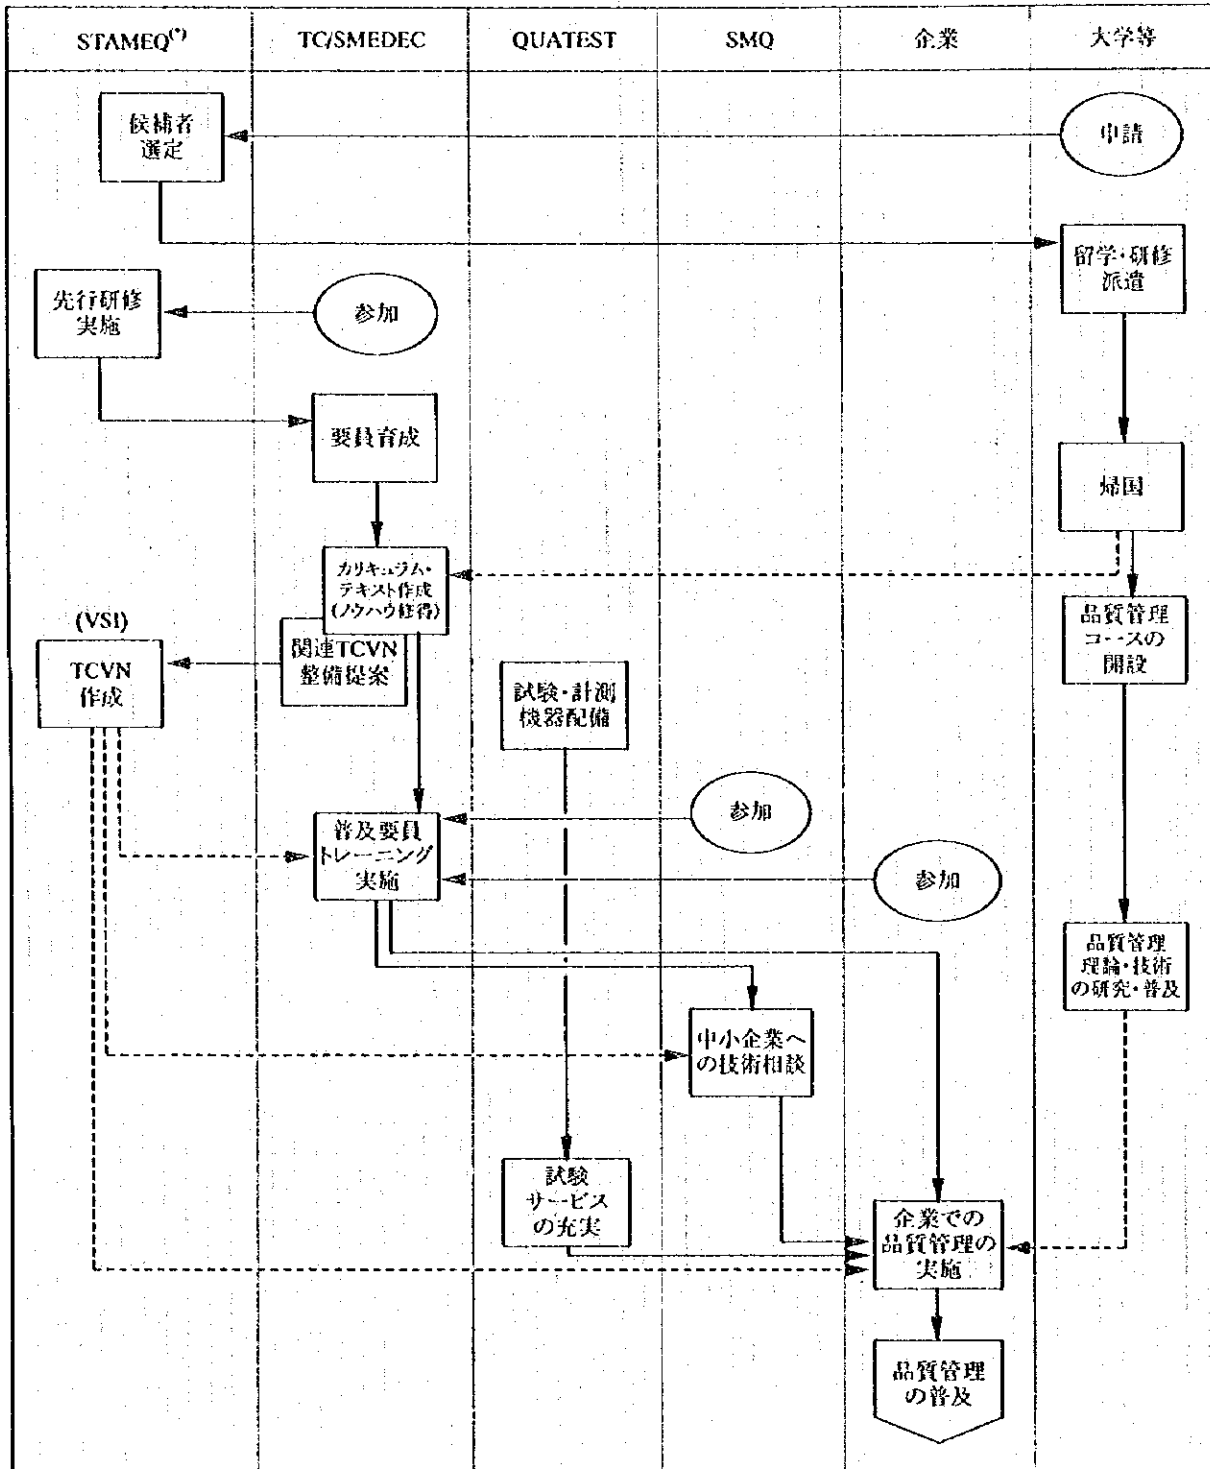 STAMEQ(*)
TC/SMEDEC
QUATEST
SMQ
企業
大学等
候補者
選定
申請
留学・研修
派遣
先行研修
実施
参加
要員育成
帰国
カリキュラム・
テキスト作成
(ノウハウ修得)
(VSI)
TCVN
作成
関連TCVN
整備提案
試験・計測
機器配備
品質管理
コースの
開設
普及要員
トレーニング
実施
参加
参加
品質管理
理論・技術
の研究・普及
中小企業へ
の技術相談
試験
サービス
の充実
企業での
品質管理の
実施
品質管理
の普及